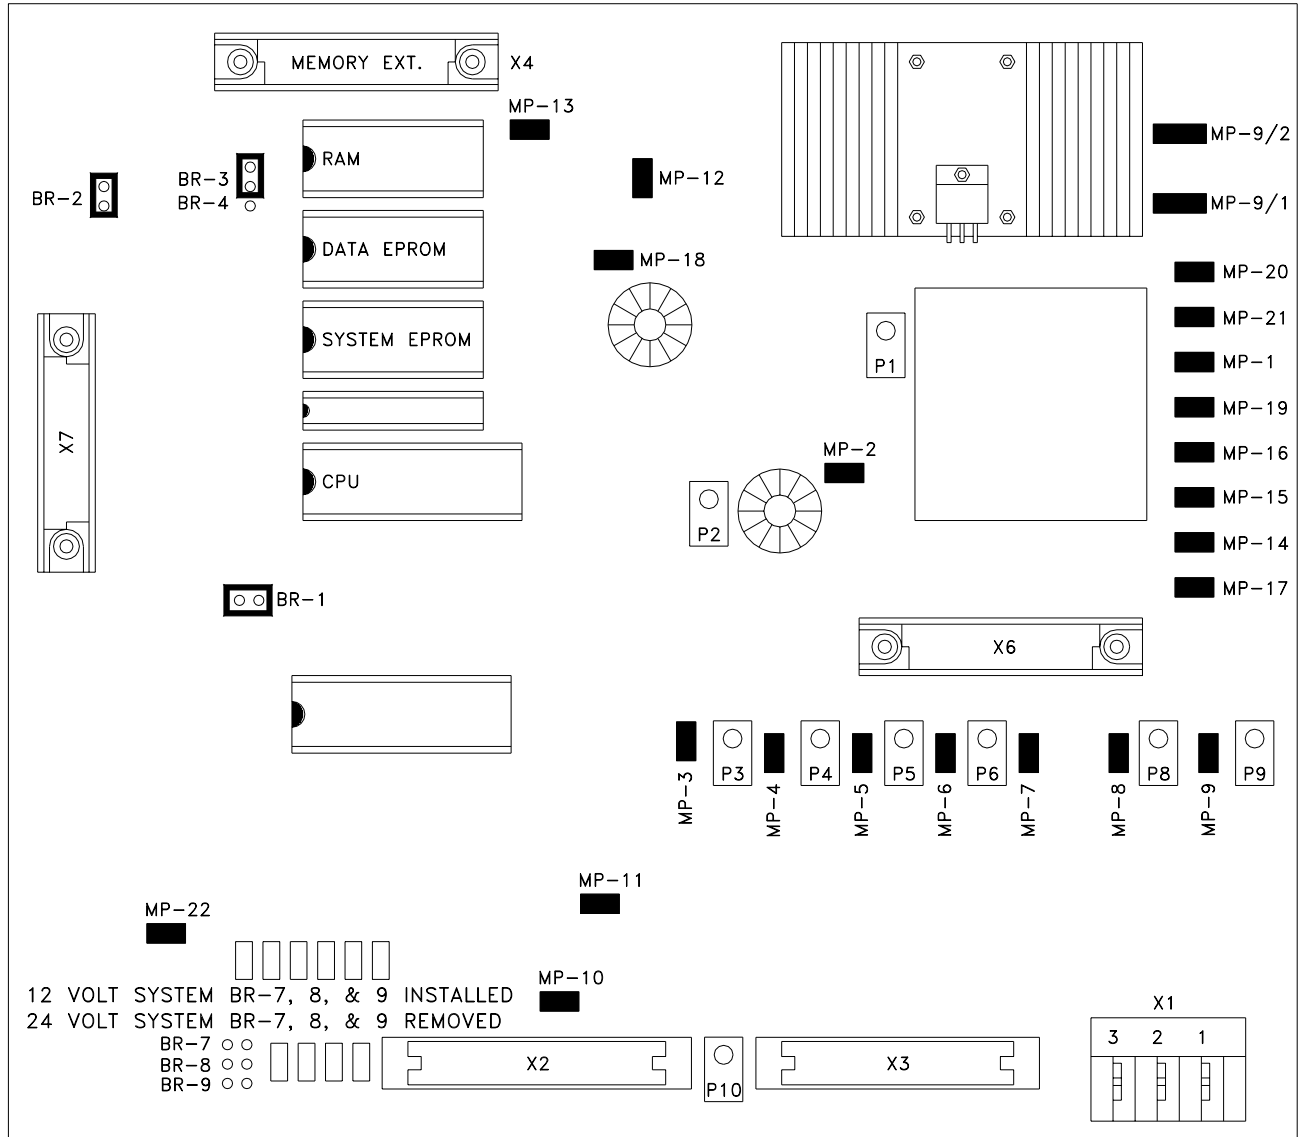 MEMORY EXT.
X4
MP-13
RAM
BR-3
BR-4
BR-2
MP-12
MP-9/2
MP-9/1
DATA EPROM
MP-18
MP-20
MP-21
SYSTEM EPROM
P1
MP-1
MP-19
X7
MP-2
MP-16
CPU
MP-15
P2
MP-14
MP-17
BR-1
X6
P3
P4
P5
P6
P8
P9
MP-3
MP-4
MP-5
MP-6
MP-7
MP-8
MP-9
MP-11
MP-22
MP-10
12 VOLT SYSTEM BR-7, 8, & 9 INSTALLED
24 VOLT SYSTEM BR-7, 8, & 9 REMOVED
X1
3 2 1
BR-7
BR-8
BR-9
X2
P10
X3